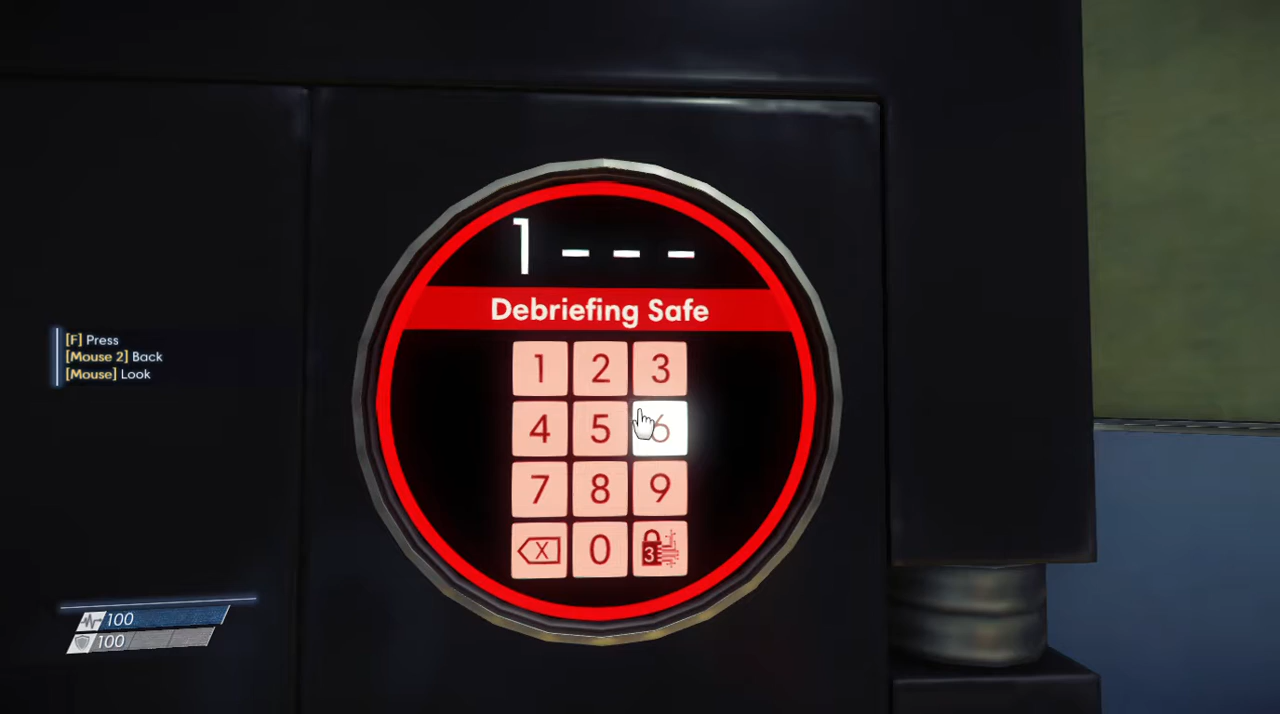 1 - - -
Debriefing Safe
1 2 3
4 5 6
7 8 9
X 0 3
[F] Press
[Mouse 2] Back
[Mouse] Look
100
100